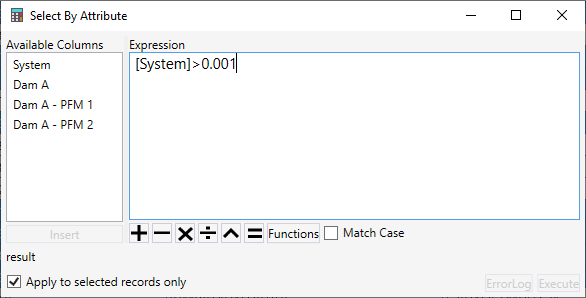 Select By Attribute
Available Columns
System
Dam A
Dam A - PFM 1
Dam A - PFM 2
Insert
Expression
[System]>0.001
Functions
Match Case
result
Apply to selected records only
ErrorLog
Execute